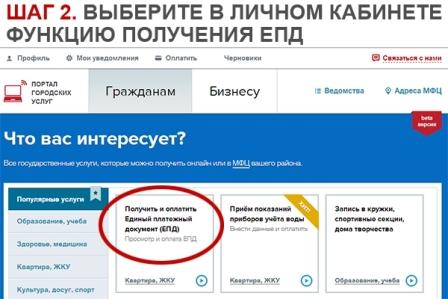 ШАГ 2. ВЫБЕРИТЕ В ЛИЧНОМ КАБИНЕТЕ
ФУНКЦИЮ ПОЛУЧЕНИЯ ЕПД
Профиль Мои уведомления Оплатить Черновики Связаться с нами
ПОРТАЛ
ГОРОДСКИХ
УСЛУГ
Гражданам Бизнесу Ведомства Адреса МФЦ
beta
версия
Что вас интересует?
Все государственные услуги, которые можно получить онлайн или в МФЦ вашего района.
Популярные услуги
Образование, учеба
Здоровье, медицина
Квартира, ЖКУ
Культура, досуг, спорт
Получить и оплатить
Единый платежный
документ (ЕПД)
Просмотр и оплата ЕПД
Квартира, ЖКУ
ХИТ!
Приём показаний
приборов учёта воды
Внести данные и оплатить
Квартира, ЖКУ
Запись в кружки,
спортивные секции,
дома творчества
Образование, учеба